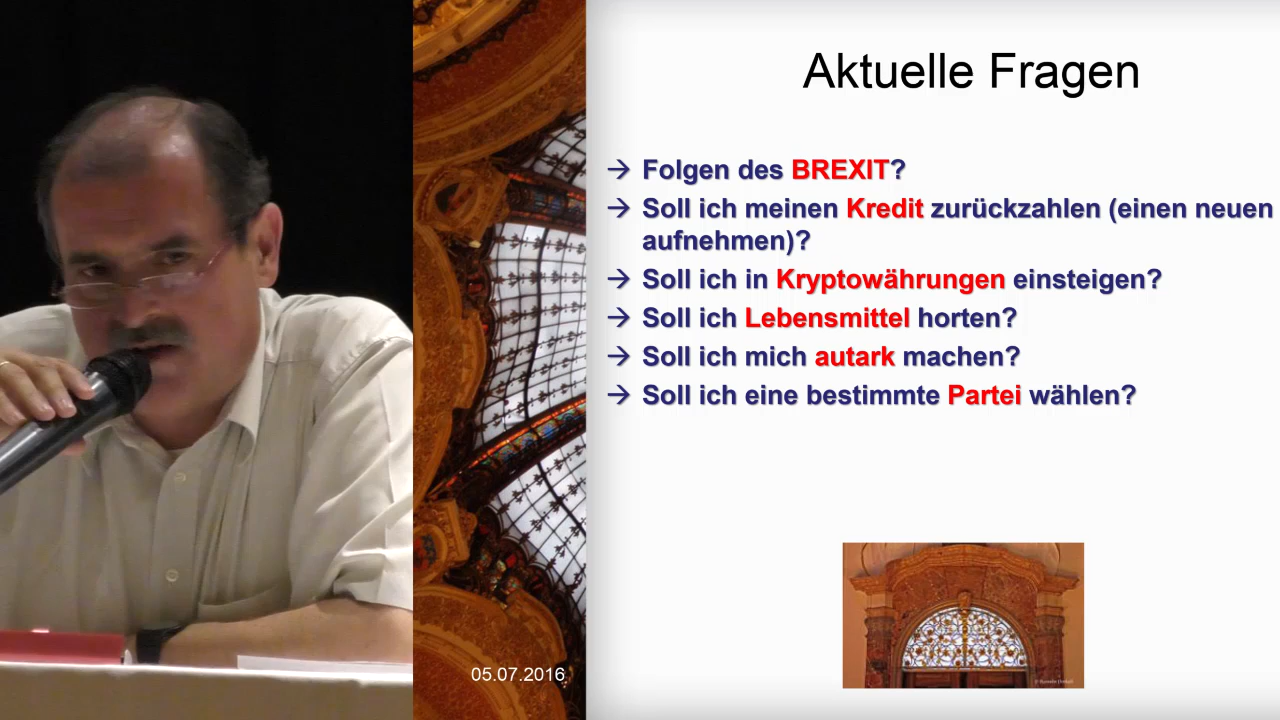 Aktuelle Fragen
→ Folgen des BREXIT?
→ Soll ich meinen Kredit zurückzahlen (einen neuen
aufnehmen)?
→ Soll ich in Kryptowährungen einsteigen?
→ Soll ich Lebensmittel horten?
→ Soll ich mich autark machen?
→ Soll ich eine bestimmte Partei wählen?
05.07.2016